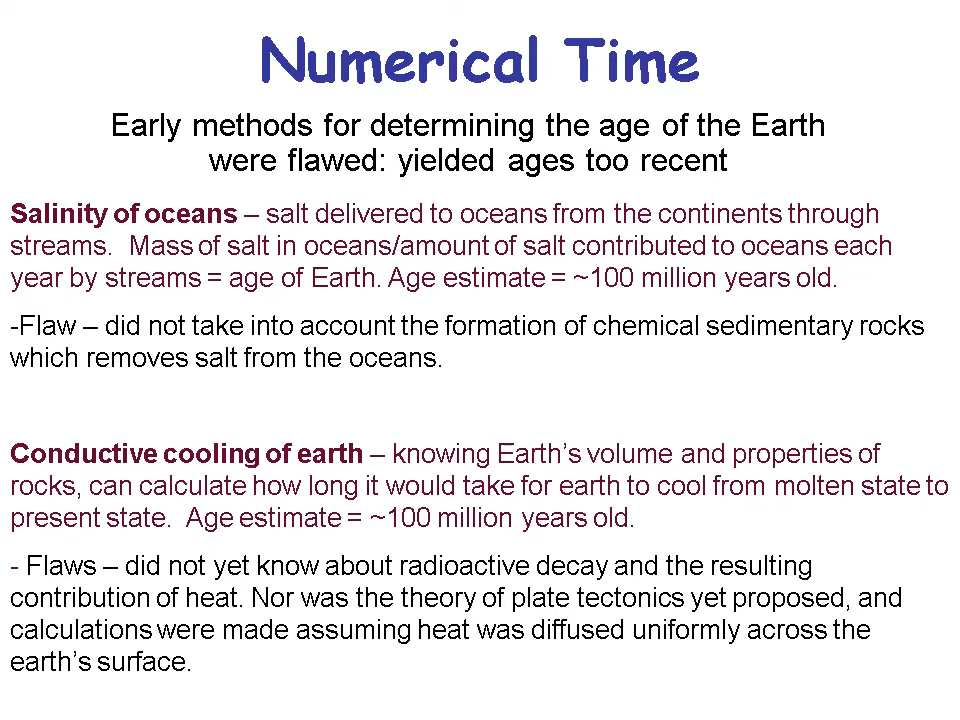 Numerical Time
Early methods for determining the age of the Earth
were flawed: yielded ages too recent
Salinity of oceans – salt delivered to oceans from the continents through
streams.  Mass of salt in oceans/amount of salt contributed to oceans each
year by streams = age of Earth. Age estimate = ~100 million years old.
-Flaw – did not take into account the formation of chemical sedimentary rocks
which removes salt from the oceans.
Conductive cooling of earth – knowing Earth's volume and properties of
rocks, can calculate how long it would take for earth to cool from molten state to
present state.  Age estimate = ~100 million years old.
- Flaws – did not yet know about radioactive decay and the resulting
contribution of heat. Nor was the theory of plate tectonics yet proposed, and
calculations were made assuming heat was diffused uniformly across the
earth's surface.